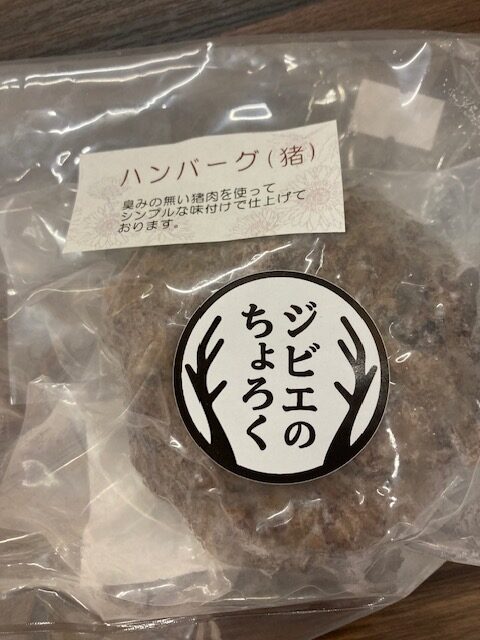 ハンバーグ(猪)
臭みの無い猪肉を使って
シンプルな味付けで仕上げて
おります。
ジビエの
ちょろく